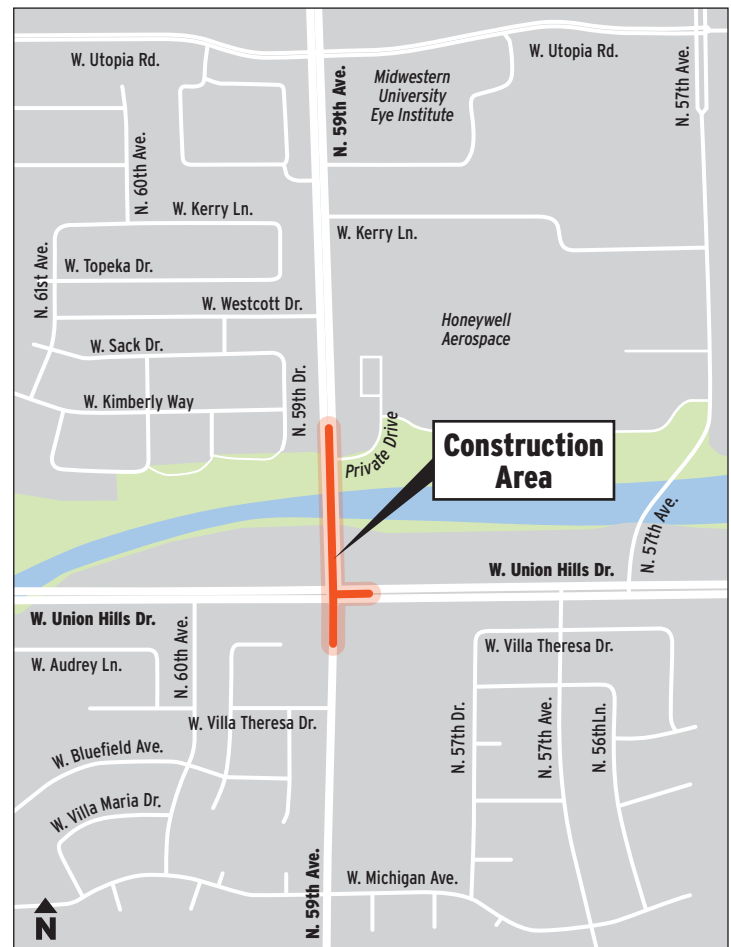 W. Utopia Rd.
W. Utopia Rd.
Midwestern
University
Eye Institute
N. 59th Ave.
N. 57th Ave.
N. 60th Ave.
W. Kerry Ln.
W. Kerry Ln.
N. 61st Ave.
W. Topeka Dr.
W. Westcott Dr.
Honeywell
Aerospace
W. Sack Dr.
N. 59th Dr.
W. Kimberly Way
Private Drive
Construction
Area
N. 57th Ave.
W. Union Hills Dr.
W. Union Hills Dr.
W. Audrey Ln.
N. 60th Ave.
W. Villa Theresa Dr.
W. Villa Theresa Dr.
N. 57th Dr.
N. 57th Ave.
N. 56thLn.
W. Bluefield Ave.
W. Villa Maria Dr.
N. 59th Ave.
W. Michigan Ave.
N